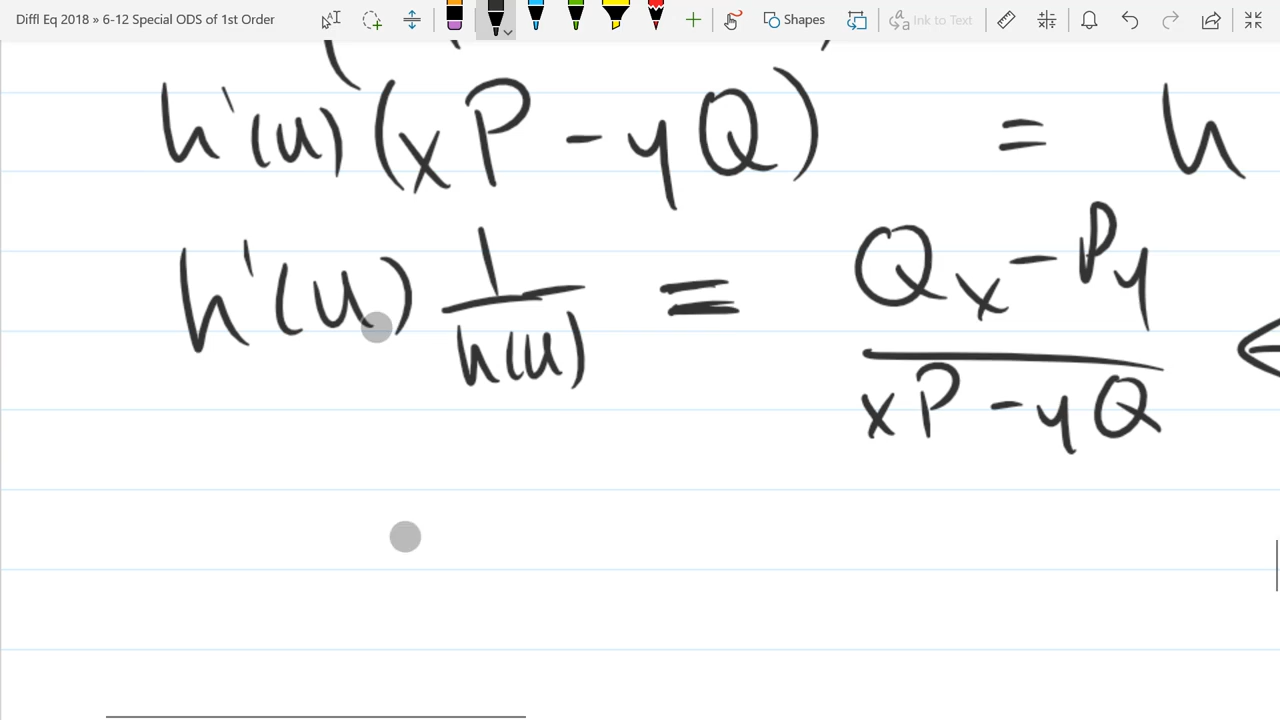 Diffl Eq 2018 » 6-12 Special ODS of 1st Order
Shapes
Ink to Text
h'(u)(xP - yQ) = h
h'(u) 1/h(u) = (Qx - Py)/(xP - yQ) <